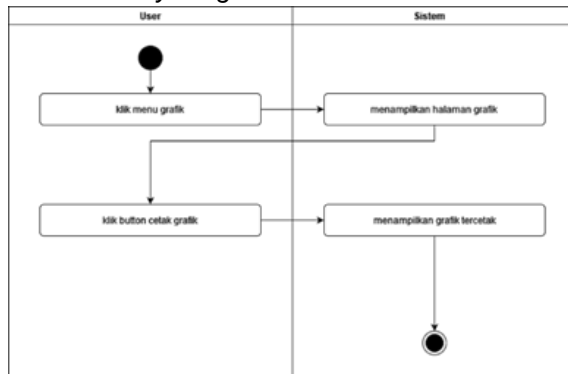 User Sistem
klik menu grafik menampilkan halaman grafik
klik button cetak grafik menampilkan grafik tercetak